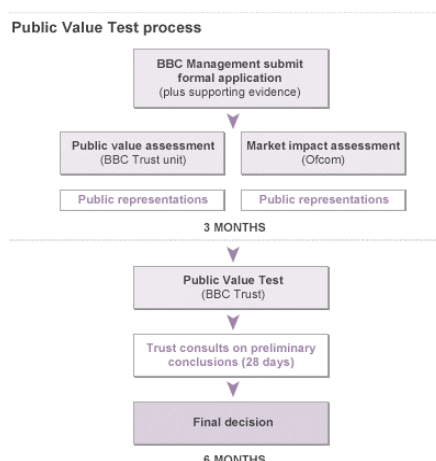 Public Value Test process
BBC Management submit
formal application
(plus supporting evidence)
Public value assessment
(BBC Trust unit)
Market impact assessment
(Ofcom)
Public representations
Public representations
3 MONTHS
Public Value Test
(BBC Trust)
Trust consults on preliminary
conclusions (28 days)
Final decision
6 MONTHS